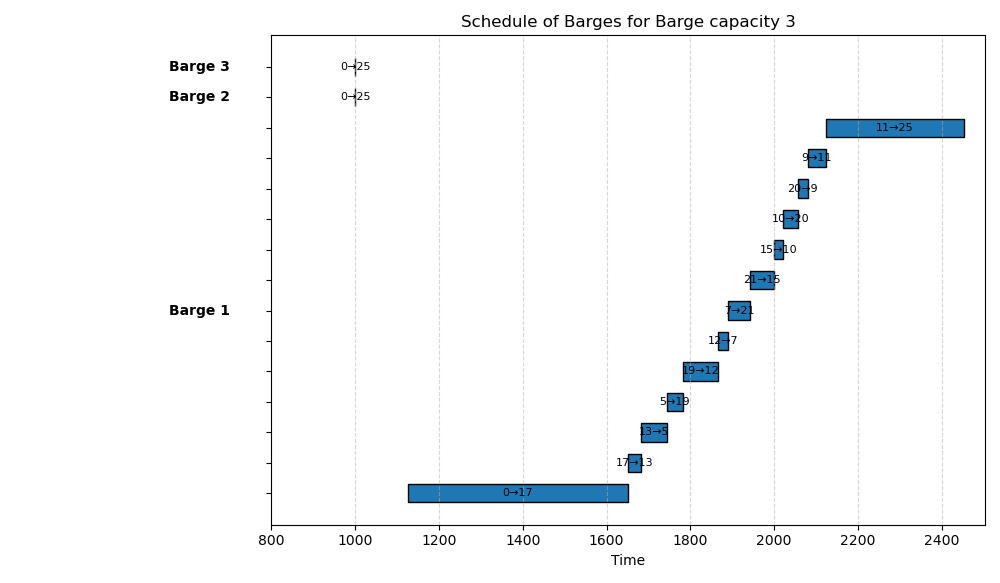 Schedule of Barges for Barge capacity 3
Barge 3
0→25
Barge 2
0→25
11→25
9→11
20→9
10→20
15→10
21→15
Barge 1
7→21
12→7
19→12
5→19
13→5
17→13
0→17
800 1000 1200 1400 1600 1800 2000 2200 2400
Time